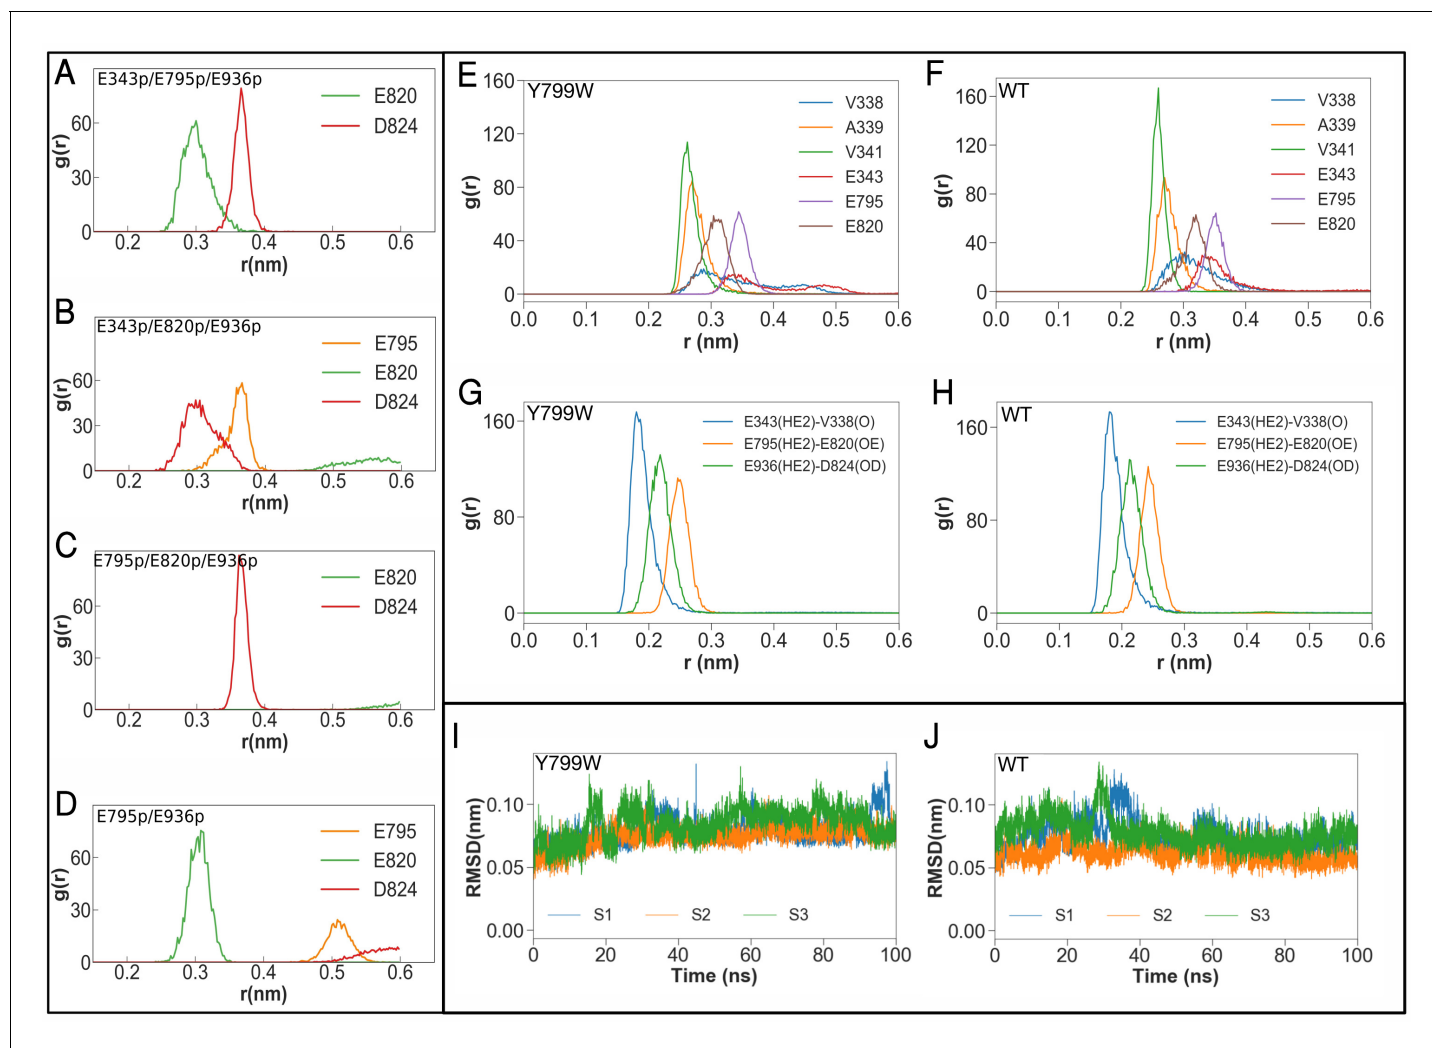 A
E343p/E795p/E936p
E820
D824
60
30
0
g(r)
0.2 0.3 0.4 0.5 0.6
r(nm)
B
E343p/E820p/E936p
E795
E820
D824
60
30
0
g(r)
0.2 0.3 0.4 0.5 0.6
r(nm)
C
E795p/E820p/E936p
E820
D824
60
30
0
g(r)
0.2 0.3 0.4 0.5 0.6
r(nm)
D
E795p/E936p
E795
E820
D824
60
30
0
g(r)
0.2 0.3 0.4 0.5 0.6
r(nm)
E
Y799W
V338
A339
V341
E343
E795
E820
160
120
80
40
0
g(r)
0.0 0.1 0.2 0.3 0.4 0.5 0.6
r (nm)
F
WT
V338
A339
V341
E343
E795
E820
160
120
80
40
0
g(r)
0.0 0.1 0.2 0.3 0.4 0.5 0.6
r (nm)
G
Y799W
E343(HE2)-V338(O)
E795(HE2)-E820(OE)
E936(HE2)-D824(OD)
160
80
0
g(r)
0.0 0.1 0.2 0.3 0.4 0.5 0.6
r (nm)
H
WT
E343(HE2)-V338(O)
E795(HE2)-E820(OE)
E936(HE2)-D824(OD)
160
80
0
g(r)
0.0 0.1 0.2 0.3 0.4 0.5 0.6
r (nm)
I
Y799W
0.10
0.05
0.00
RMSD(nm)
S1 S2 S3
0 20 40 60 80 100
Time (ns)
J
WT
0.10
0.05
0.00
RMSD(nm)
S1 S2 S3
0 20 40 60 80 100
Time (ns)